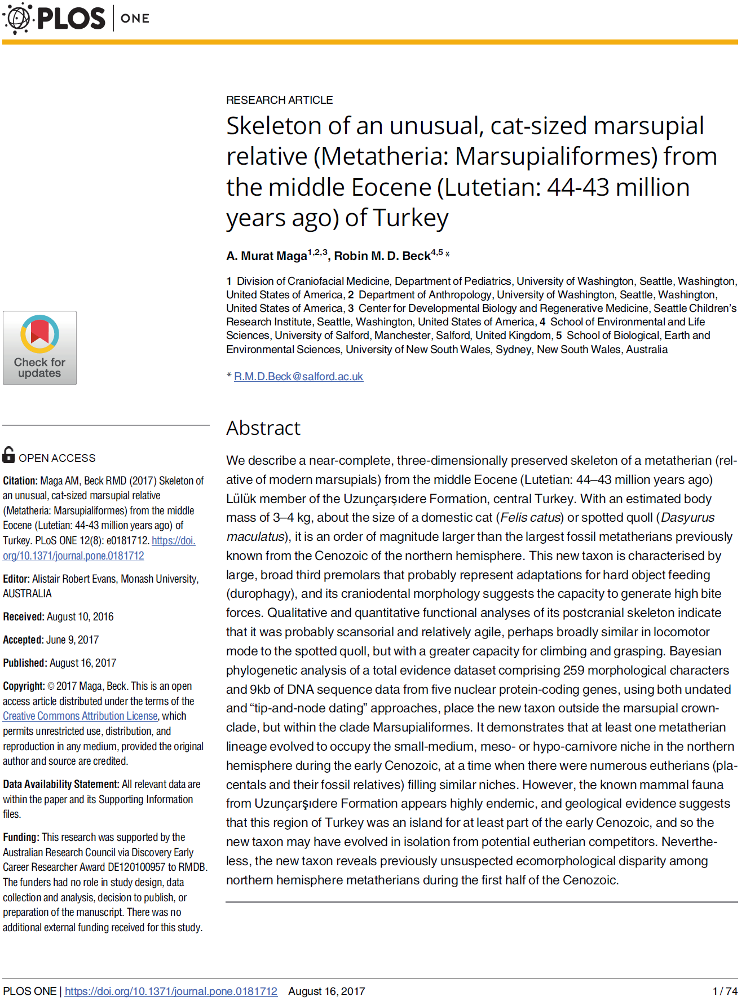 PLOS ONE
RESEARCH ARTICLE
Skeleton of an unusual, cat-sized marsupial
relative (Metatheria: Marsupialiformes) from
the middle Eocene (Lutetian: 44-43 million
years ago) of Turkey
A. Murat Maga1,2,3, Robin M. D. Beck4,5*
1 Division of Craniofacial Medicine, Department of Pediatrics, University of Washington, Seattle, Washington,
United States of America, 2 Department of Anthropology, University of Washington, Seattle, Washington,
United States of America, 3 Center for Developmental Biology and Regenerative Medicine, Seattle Children's
Research Institute, Seattle, Washington, United States of America, 4 School of Environmental and Life
Sciences, University of Salford, Manchester, Salford, United Kingdom, 5 School of Biological, Earth and
Environmental Sciences, University of New South Wales, Sydney, New South Wales, Australia
* R.M.D.Beck@salford.ac.uk
Check for
updates
OPEN ACCESS
Citation: Maga AM, Beck RMD (2017) Skeleton of
an unusual, cat-sized marsupial relative
(Metatheria: Marsupialiformes) from the middle
Eocene (Lutetian: 44-43 million years ago) of
Turkey. PLoS ONE 12(8): e0181712. https://doi.
org/10.1371/journal.pone.0181712
Editor: Alistair Robert Evans, Monash University,
AUSTRALIA
Received: August 10, 2016
Accepted: June 9, 2017
Published: August 16, 2017
Copyright: © 2017 Maga, Beck. This is an open
access article distributed under the terms of the
Creative Commons Attribution License, which
permits unrestricted use, distribution, and
reproduction in any medium, provided the original
author and source are credited.
Data Availability Statement: All relevant data are
within the paper and its Supporting Information
files.
Funding: This research was supported by the
Australian Research Council via Discovery Early
Career Researcher Award DE120100957 to RMDB.
The funders had no role in study design, data
collection and analysis, decision to publish, or
preparation of the manuscript. There was no
additional external funding received for this study.
Abstract
We describe a near-complete, three-dimensionally preserved skeleton of a metatherian (rel-
ative of modern marsupials) from the middle Eocene (Lutetian: 44–43 million years ago)
Lülük member of the Uzunçarşıdere Formation, central Turkey. With an estimated body
mass of 3–4 kg, about the size of a domestic cat (Felis catus) or spotted quoll (Dasyurus
maculatus), it is an order of magnitude larger than the largest fossil metatherians previously
known from the Cenozoic of the northern hemisphere. This new taxon is characterised by
large, broad third premolars that probably represent adaptations for hard object feeding
(durophagy), and its craniodental morphology suggests the capacity to generate high bite
forces. Qualitative and quantitative functional analyses of its postcranial skeleton indicate
that it was probably scansorial and relatively agile, perhaps broadly similar in locomotor
mode to the spotted quoll, but with a greater capacity for climbing and grasping. Bayesian
phylogenetic analysis of a total evidence dataset comprising 259 morphological characters
and 9kb of DNA sequence data from five nuclear protein-coding genes, using both undated
and “tip-and-node dating” approaches, place the new taxon outside the marsupial crown-
clade, but within the clade Marsupialiformes. It demonstrates that at least one metatherian
lineage evolved to occupy the small-medium, meso- or hypo-carnivore niche in the northern
hemisphere during the early Cenozoic, at a time when there were numerous eutherians (pla-
centals and their fossil relatives) filling similar niches. However, the known mammal fauna
from Uzunçarşıdere Formation appears highly endemic, and geological evidence suggests
that this region of Turkey was an island for at least part of the early Cenozoic, and so the
new taxon may have evolved in isolation from potential eutherian competitors. Neverthe-
less, the new taxon reveals previously unsuspected ecomorphological disparity among
northern hemisphere metatherians during the first half of the Cenozoic.
PLOS ONE | https://doi.org/10.1371/journal.pone.0181712 August 16, 2017 1 / 74